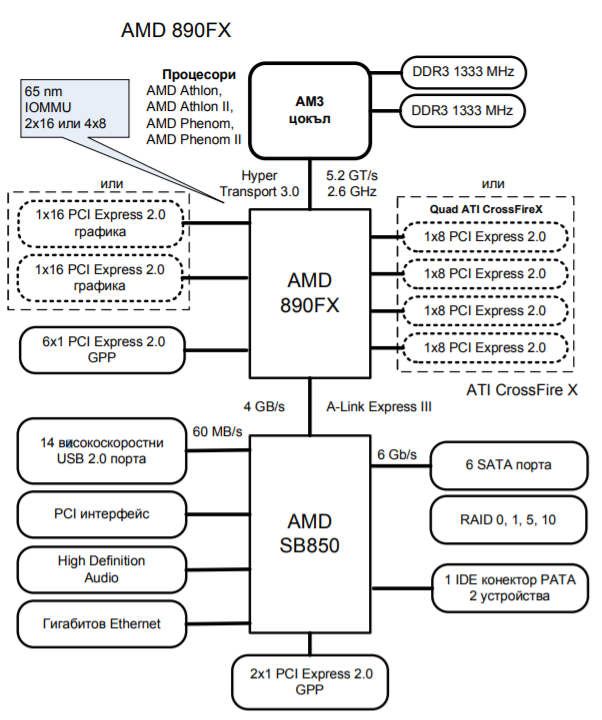 AMD 890FX
65 nm
IOMMU
2x16 или 4x8
Процесори
AMD Athlon,
AMD Athlon II,
AMD Phenom,
AMD Phenom II
AM3
цокъл
DDR3 1333 MHz
DDR3 1333 MHz
Hyper
Transport 3.0
5.2 GT/s
2.6 GHz
или
1x16 PCI Express 2.0
графика
1x16 PCI Express 2.0
графика
6x1 PCI Express 2.0
GPP
AMD
890FX
или
Quad ATI CrossFireX
1x8 PCI Express 2.0
1x8 PCI Express 2.0
1x8 PCI Express 2.0
1x8 PCI Express 2.0
ATI CrossFire X
4 GB/s
A-Link Express III
60 MB/s
14 високоскоростни
USB 2.0 порта
PCI интерфейс
High Definition
Audio
Гигабитов Ethernet
AMD
SB850
6 Gb/s
6 SATA порта
RAID 0, 1, 5, 10
1 IDE конектор PATA
2 устройства
2x1 PCI Express 2.0
GPP